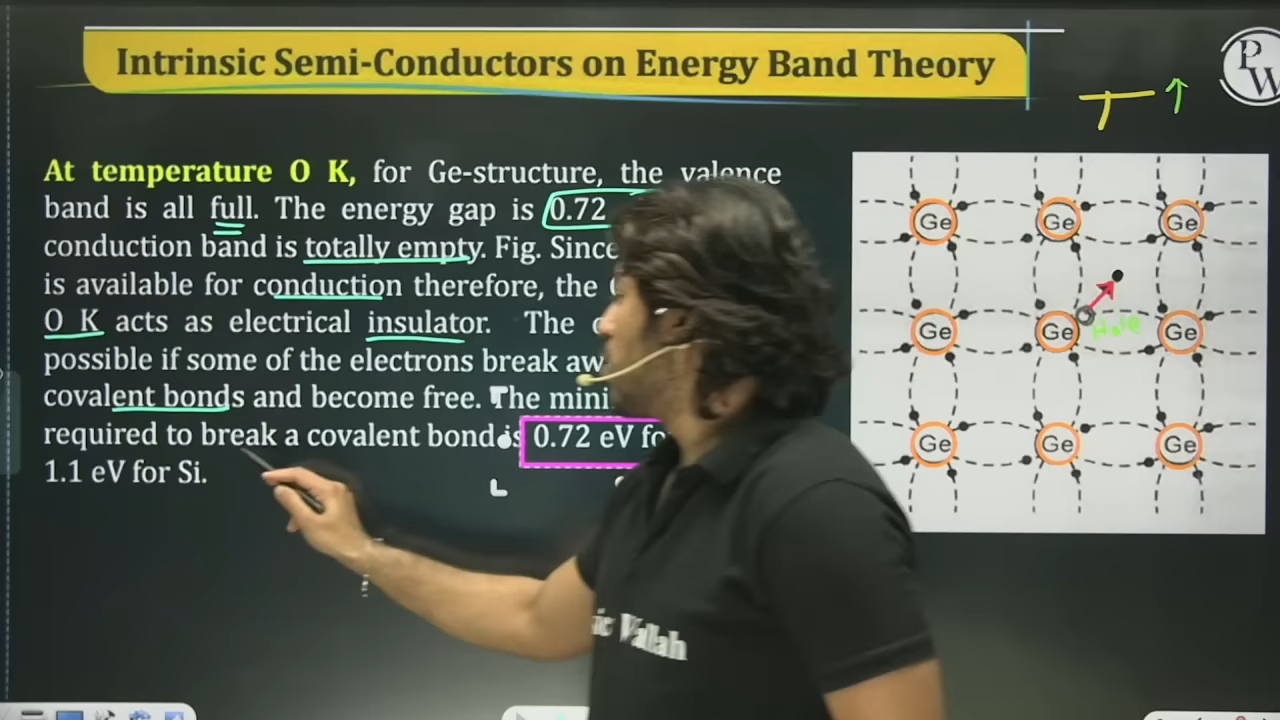 Intrinsic Semi-Conductors on Energy Band Theory
T ↑
P
W
At temperature O K, for Ge-structure, the valence
band is all full. The energy gap is 0.72
conduction band is totally empty. Fig. Since
is available for conduction therefore, the
O K acts as electrical insulator. The
possible if some of the electrons break aw
covalent bonds and become free. The mini
required to break a covalent bond is 0.72 eV fo
1.1 eV for Si.
Ge Ge Ge
Ge Ge Hole Ge
Ge Ge Ge
sic Wallah